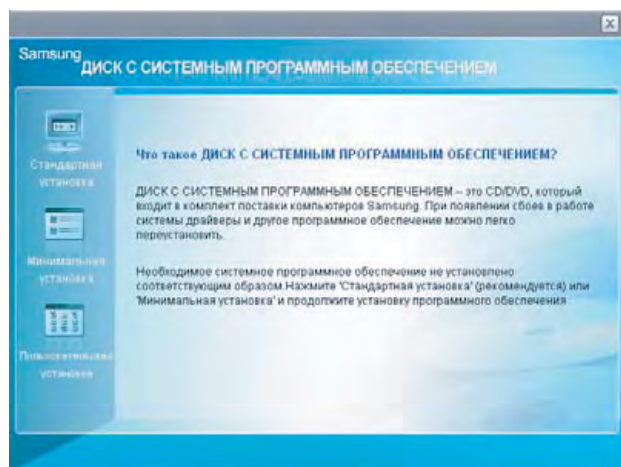 Samsung
ДИСК С СИСТЕМНЫМ ПРОГРАММНЫМ ОБЕСПЕЧЕНИЕМ
Стандартная
установка
Минимальная
установка
Пользовательская
установка
Что такое ДИСК С СИСТЕМНЫМ ПРОГРАММНЫМ ОБЕСПЕЧЕНИЕМ?
ДИСК С СИСТЕМНЫМ ПРОГРАММНЫМ ОБЕСПЕЧЕНИЕМ – это CD/DVD, который
входит в комплект поставки компьютеров Samsung. При появлении сбоев в работе
системы драйверы и другое программное обеспечение можно легко
переустановить.
Необходимое системное программное обеспечение не установлено
соответствующим образом.Нажмите 'Стандартная установка' (рекомендуется) или
'Минимальная установка' и продолжите установку программного обеспечения